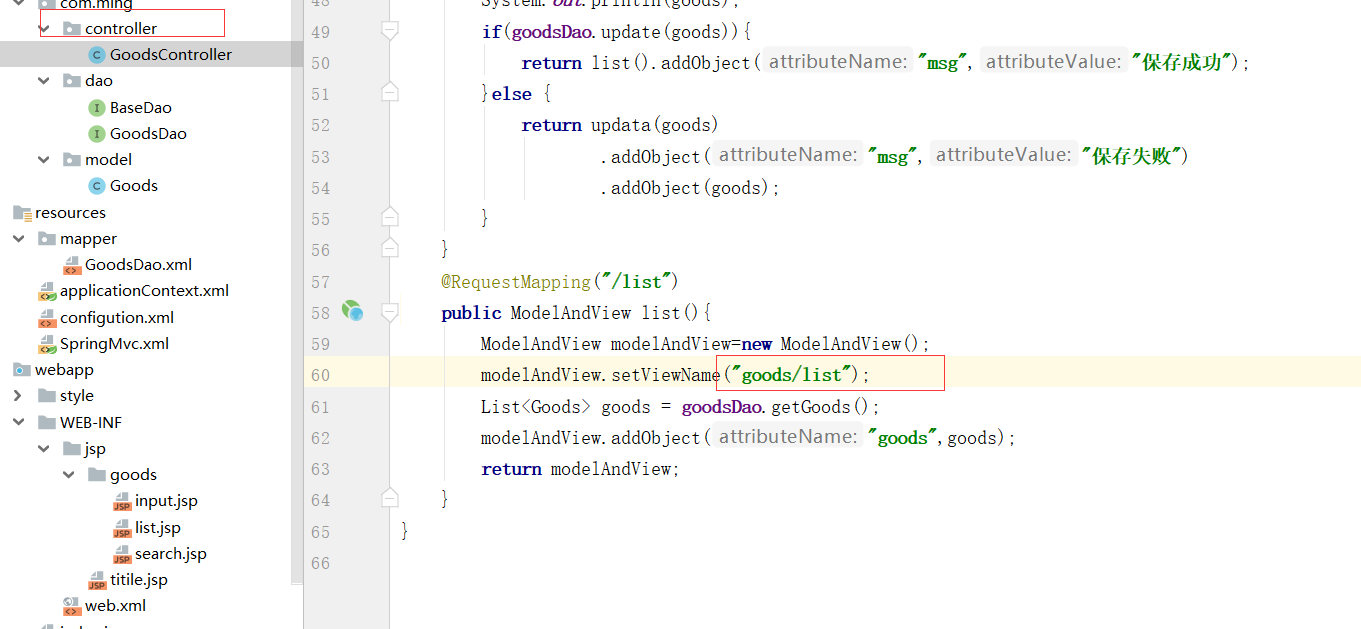 com.ming
controller
GoodsController
dao
BaseDao
GoodsDao
model
Goods
resources
mapper
GoodsDao.xml
applicationContext.xml
configution.xml
SpringMvc.xml
webapp
style
WEB-INF
jsp
goods
input.jsp
list.jsp
search.jsp
titile.jsp
web.xml
48 System.out.println(goods);
49 if(goodsDao.update(goods)){
50 return list().addObject( attributeName: "msg", attributeValue: "保存成功");
51 }else {
52 return updata(goods)
53 .addObject( attributeName: "msg", attributeValue: "保存失败")
54 .addObject(goods);
55 }
56 }
57 @RequestMapping("/list")
58 public ModelAndView list(){
59 ModelAndView modelAndView=new ModelAndView();
60 modelAndView.setViewName("goods/list");
61 List<Goods> goods = goodsDao.getGoods();
62 modelAndView.addObject( attributeName: "goods",goods);
63 return modelAndView;
64 }
65 }
66